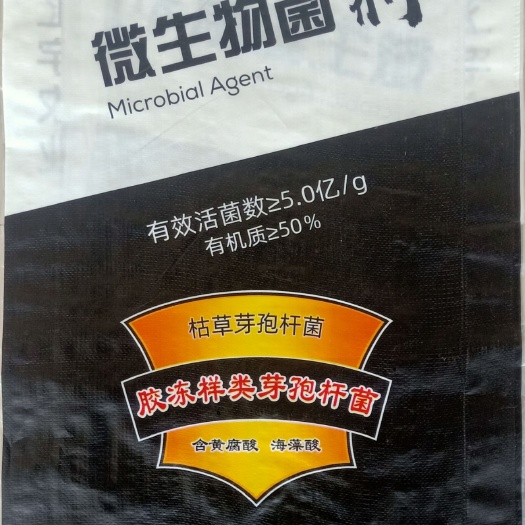 微生物菌剂
Microbial Agent
有效活菌数≥5.0亿/g
有机质≥50%
枯草芽孢杆菌
胶冻样类芽孢杆菌
含黄腐酸 海藻酸